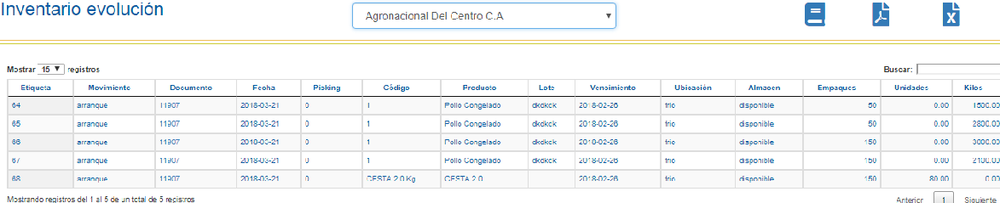 Inventario evolución
Agronacional Del Centro C.A
Mostrar 15 registros
Buscar:
Etiqueta Movimiento Documento Fecha Picking Código Producto Lote Vencimiento Ubicación Almacen Empaques Unidades Kilos
64 arranque 11907 2018-03-21 0 1 Pollo Congelado dkdkdk 2018-02-26 frio disponible 50 0.00 1500.00
65 arranque 11907 2018-03-21 0 1 Pollo Congelado dkdkdk 2018-02-26 frio disponible 50 0.00 2800.00
66 arranque 11907 2018-03-21 0 1 Pollo Congelado dkdkdk 2018-02-26 frio disponible 150 0.00 3000.00
67 arranque 11907 2018-03-21 0 1 Pollo Congelado dkdkdk 2018-02-26 frio disponible 150 0.00 2100.00
68 arranque 11907 2018-03-21 0 CESTA 2.0 Kg CESTA 2.0 2018-02-26 frio disponible 150 80.00 0.00
Mostrando registros del 1 al 5 de un total de 5 registros
Anterior 1 Siguiente